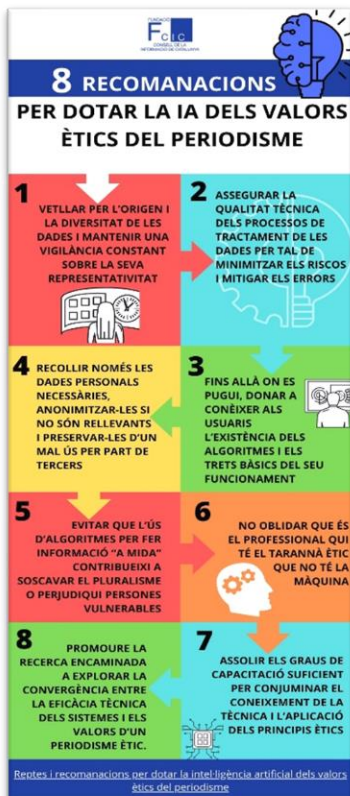 FUNDACIÓ
FCIC
CONSELL DE LA
INFORMACIÓ DE CATALUNYA
8 RECOMANACIONS
PER DOTAR LA IA DELS VALORS
ÈTICS DEL PERIODISME
1
VETLLAR PER L'ORIGEN I
LA DIVERSITAT DE LES
DADES I MANTENIR UNA
VIGILÀNCIA CONSTANT
SOBRE LA SEVA
REPRESENTATIVITAT
2
ASSEGURAR LA
QUALITAT TÈCNICA
DELS PROCESSOS DE
TRACTAMENT DE LES
DADES PER TAL DE
MINIMITZAR ELS RISCOS
I MITIGAR ELS ERRORS
3
FINS ALLÀ ON ES
PUGUI, DONAR A
CONÈIXER ALS
USUARIS
L'EXISTÈNCIA DELS
ALGORITMES I ELS
TRETS BÀSICS DEL SEU
FUNCIONAMENT
4
RECOLLIR NOMÉS LES
DADES PERSONALS
NECESSÀRIES,
ANONIMITZAR-LES SI
NO SÓN RELLEVANTS
I PRESERVAR-LES D'UN
MAL ÚS PER PART DE
TERCERS
5
EVITAR QUE L'ÚS
D'ALGORITMES PER FER
INFORMACIÓ "A MIDA"
CONTRIBUEIXI A
SOSCAVAR EL PLURALISME
O PERJUDIQUI PERSONES
VULNERABLES
6
NO OBLIDAR QUE ÉS
EL PROFESSIONAL QUI
TÉ EL TARANNÀ ÈTIC
QUE NO TÉ LA
MÀQUINA
7
ASSOLIR ELS GRAUS DE
CAPACITACIÓ SUFICIENT
PER CONJUMINAR EL
CONEIXEMENT DE LA
TÈCNICA I L'APLICACIÓ
DELS PRINCIPIS ÈTICS
8
PROMOURE LA
RECERCA ENCAMINADA
A EXPLORAR LA
CONVERGÈNCIA ENTRE
LA EFICÀCIA TÈCNICA
DELS SISTEMES I ELS
VALORS D'UN
PERIODISME ÈTIC.
Reptes i recomanacions per dotar la intel·ligència artificial dels valors
ètics del periodisme